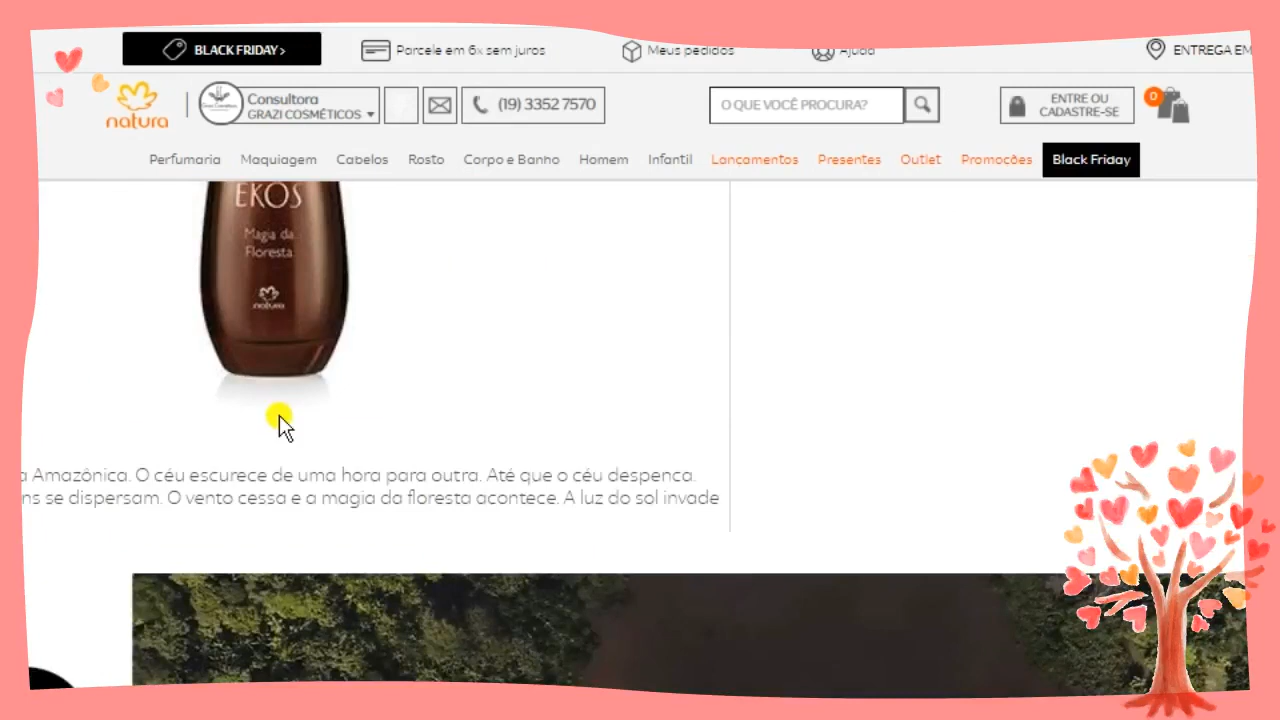 BLACK FRIDAY >
Parcele em 6x sem juros
Meus pedidos
Ajuda
ENTREGA EM
natura
Consultora
GRAZI COSMÉTICOS
(19) 3352 7570
O QUE VOCÊ PROCURA?
ENTRE OU
CADASTRE-SE
0
Perfumaria Maquiagem Cabelos Rosto Corpo e Banho Homem Infantil Lançamentos Presentes Outlet Promoções Black Friday
EKOS
Magia da
Floresta
natura
a Amazônica. O céu escurece de uma hora para outra. Até que o céu despenca.
ns se dispersam. O vento cessa e a magia da floresta acontece. A luz do sol invade